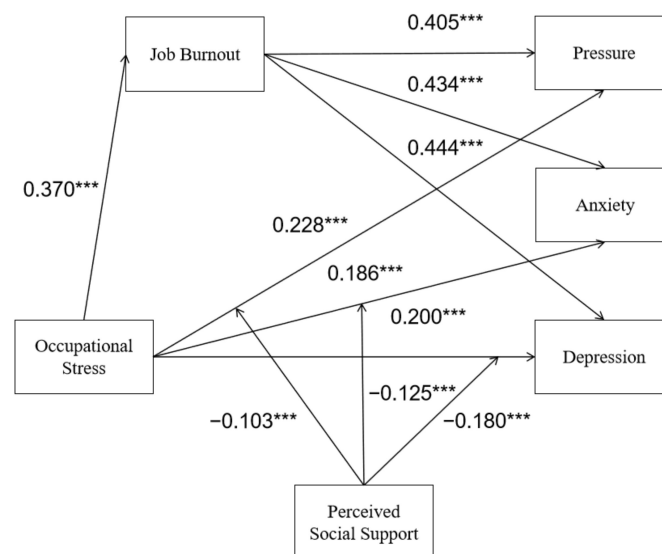 0.405***
Job Burnout
Pressure
0.434***
0.444***
0.370***
Anxiety
0.228***
0.186***
0.200***
Occupational
Stress
Depression
−0.103***
−0.125***
−0.180***
Perceived
Social Support